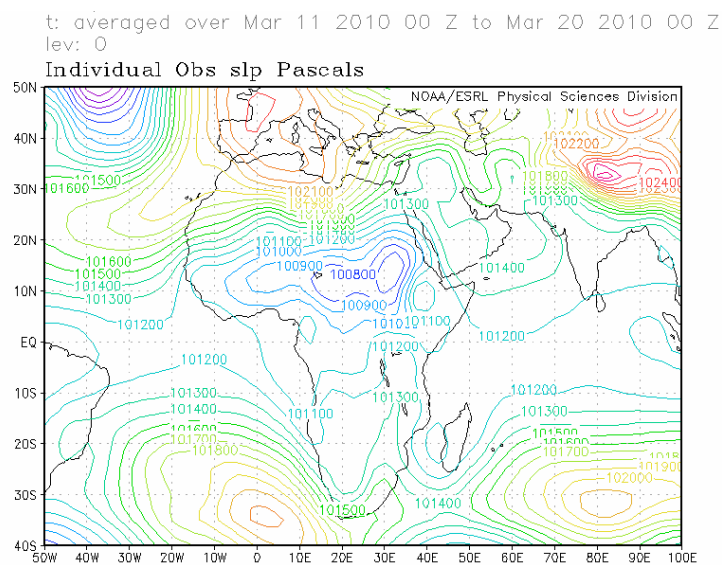 t: averaged over Mar 11 2010 00 Z to Mar 20 2010 00 Z
lev: 0
Individual Obs slp Pascals
NOAA/ESRL Physical Sciences Division
50N
40N
30N
20N
10N
EQ
10S
20S
30S
40S
102200
102400
101500
101600
102100
101300
101300
101100
101200
101000
100900
100800
101400
101600
101500
101400
101300
100900
101200
101200
101200
101200
101200
101300
101400
101100
101300
101300
101700
101800
101500
101700
101900
102000
101400
101500
50W 40W 30W 20W 10W 0 10E 20E 30E 40E 50E 60E 70E 80E 90E 100E